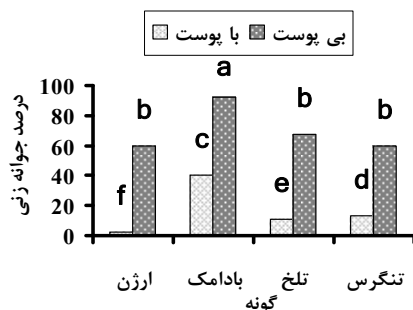 با پوست بی پوست
درصد جوانه زنی
100
80
60
40
20
0
f b c a e b d b
ارژن بادامک تلخ تنگرس
گونه